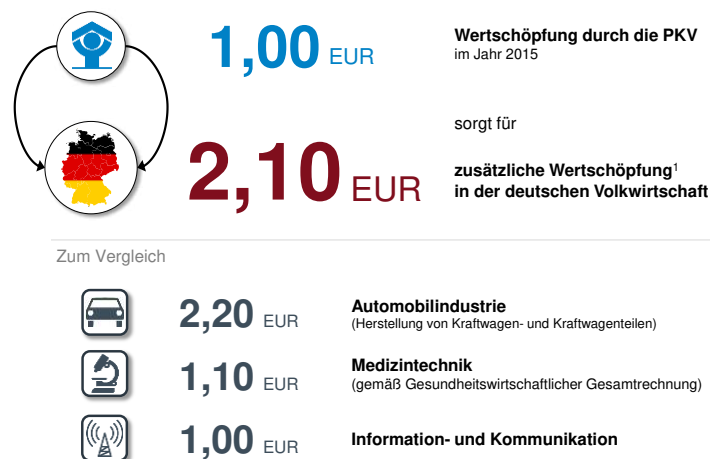 1,00 EUR
Wertschöpfung durch die PKV
im Jahr 2015
sorgt für
2,10 EUR
zusätzliche Wertschöpfung¹
in der deutschen Volkwirtschaft
Zum Vergleich
2,20 EUR
Automobilindustrie
(Herstellung von Kraftwagen- und Kraftwagenteilen)
1,10 EUR
Medizintechnik
(gemäß Gesundheitswirtschaftlicher Gesamtrechnung)
1,00 EUR
Information- und Kommunikation